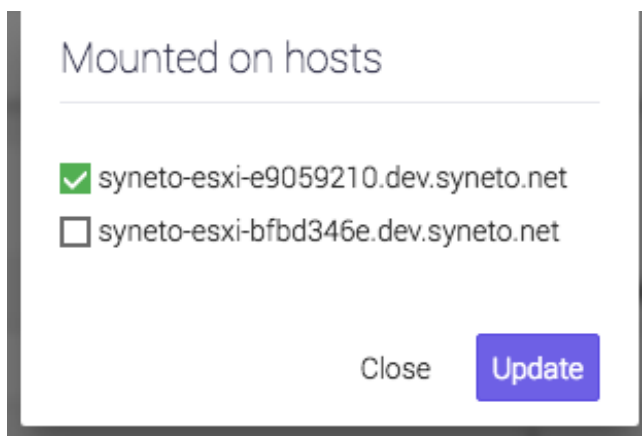 Mounted on hosts
syneto-esxi-e9059210.dev.syneto.net
syneto-esxi-bfbd346e.dev.syneto.net
Close
Update